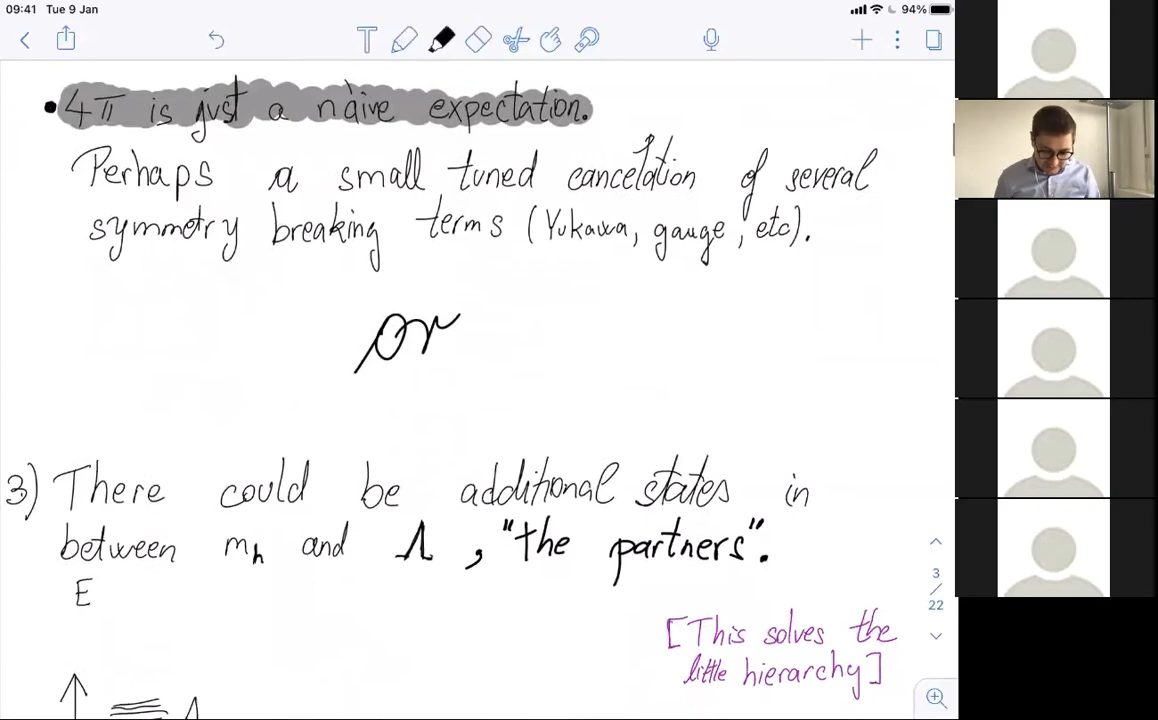 09:41 Tue 9 Jan
94%
• 4π is just a nàive expectation.
Perhaps a small tuned cancelation of several
symmetry breaking terms (Yukawa, gauge, etc).
or
3) There could be additional states in
between mh and Λ, "the partners".
E
[This solves the
little hierarchy]
Λ
3
/
22